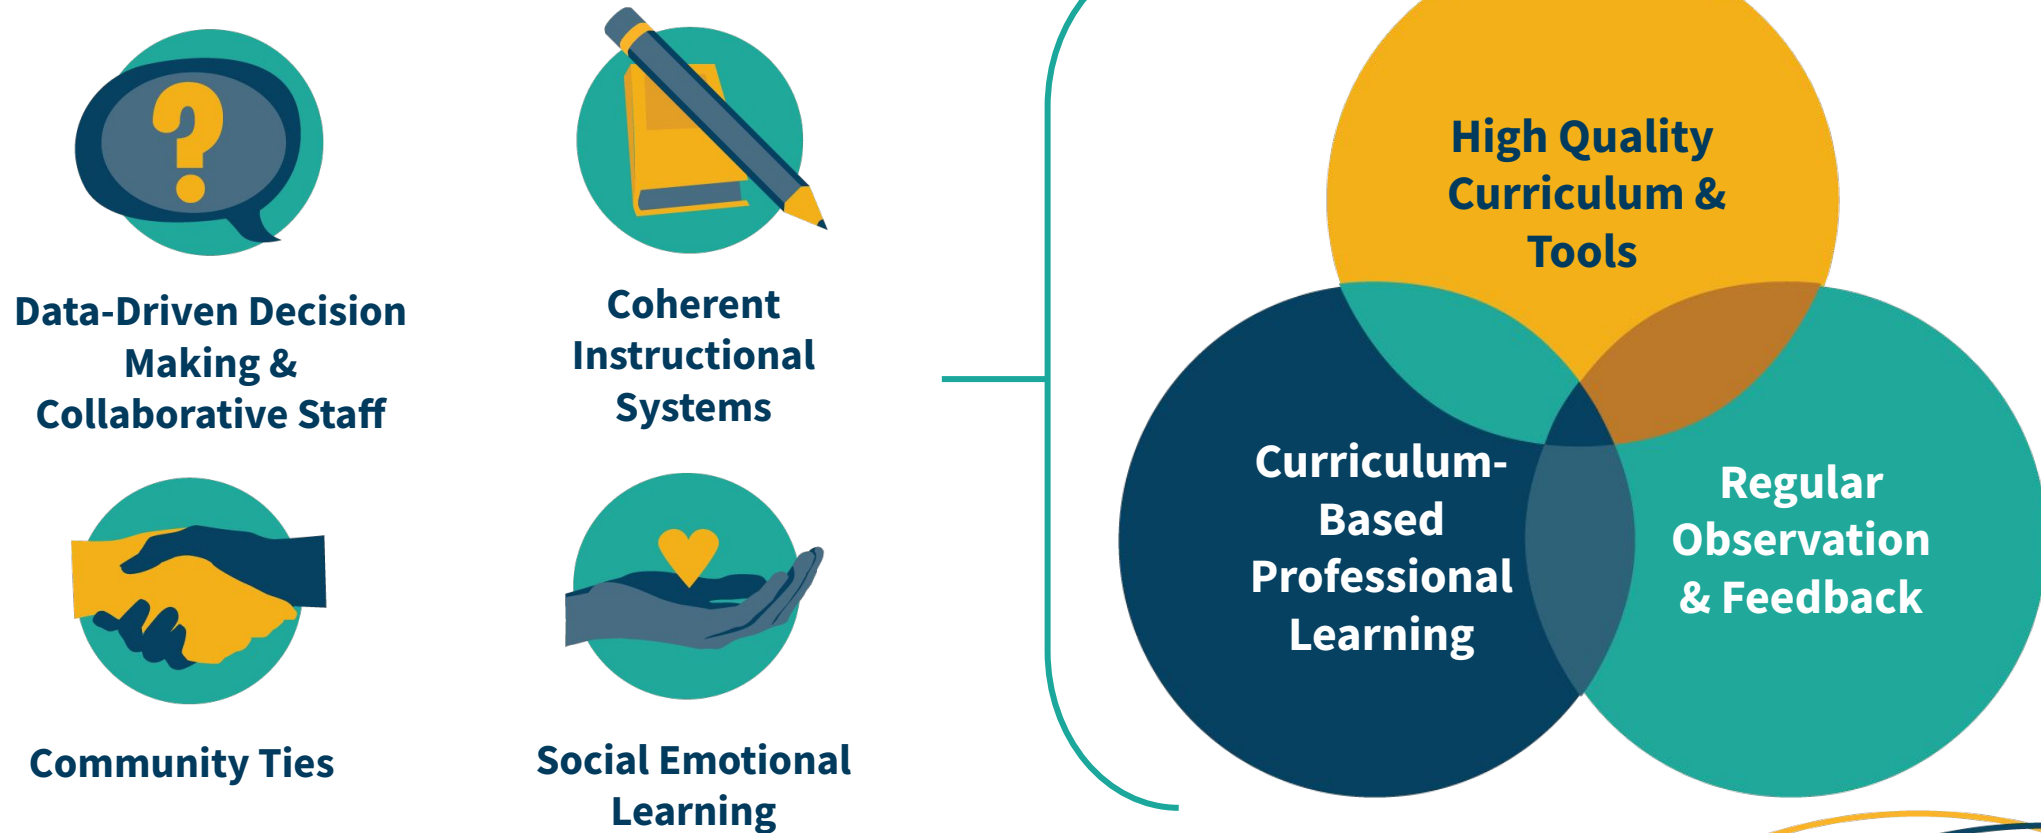 Data-Driven Decision
Making &
Collaborative Staff
Coherent
Instructional
Systems
Community Ties
Social Emotional
Learning
High Quality
Curriculum &
Tools
Curriculum-
Based
Professional
Learning
Regular
Observation
& Feedback